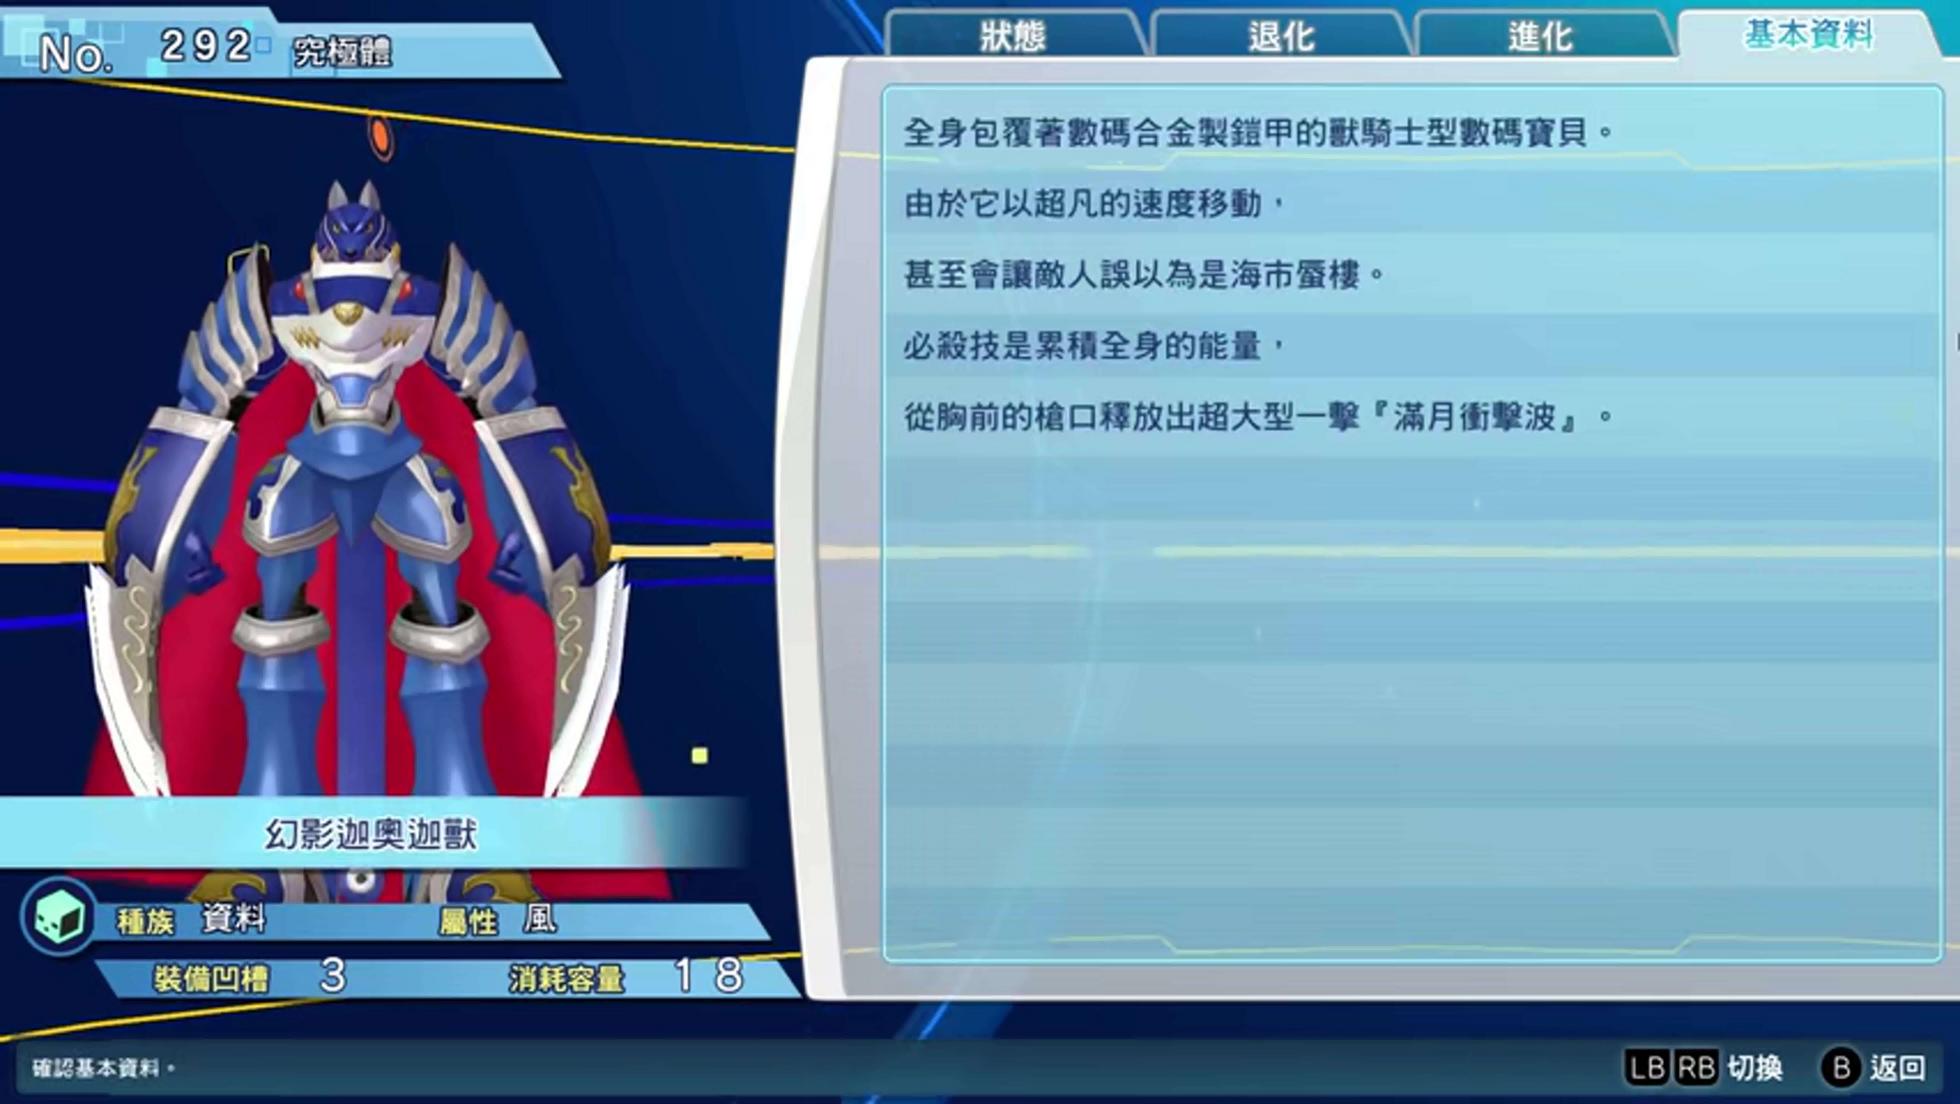 No. 292 究極體
狀態 退化 進化 基本資料
全身包覆著數碼合金製鎧甲的獸騎士型數碼寶貝。
由於它以超凡的速度移動，
甚至會讓敵人誤以為是海市蜃樓。
必殺技是累積全身的能量，
從胸前的槍口釋放出超大型一擊『滿月衝擊波』。
幻影迦奧迦獸
種族 資料 屬性 風
裝備凹槽 3 消耗容量 18
確認基本資料。
LB RB 切換 B 返回